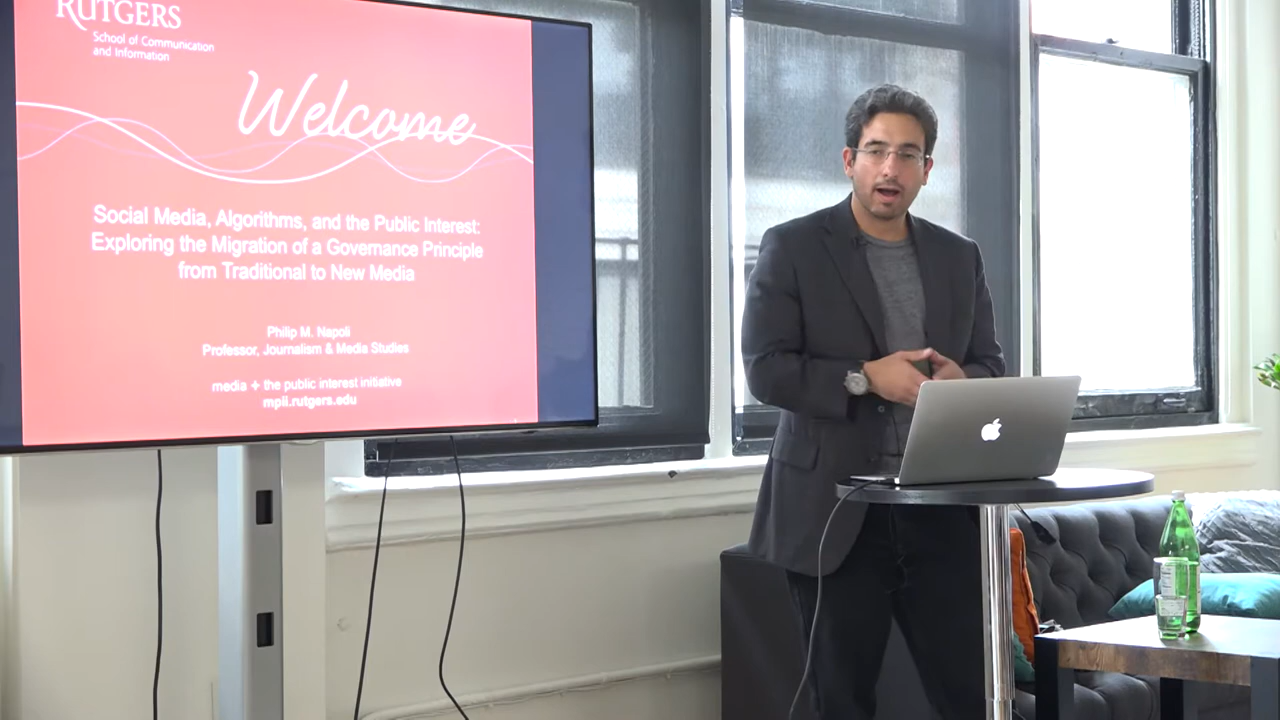 RUTGERS
School of Communication
and Information
Welcome
Social Media, Algorithms, and the Public Interest:
Exploring the Migration of a Governance Principle
from Traditional to New Media
Philip M. Napoli
Professor, Journalism & Media Studies
media + the public interest initiative
mpii.rutgers.edu